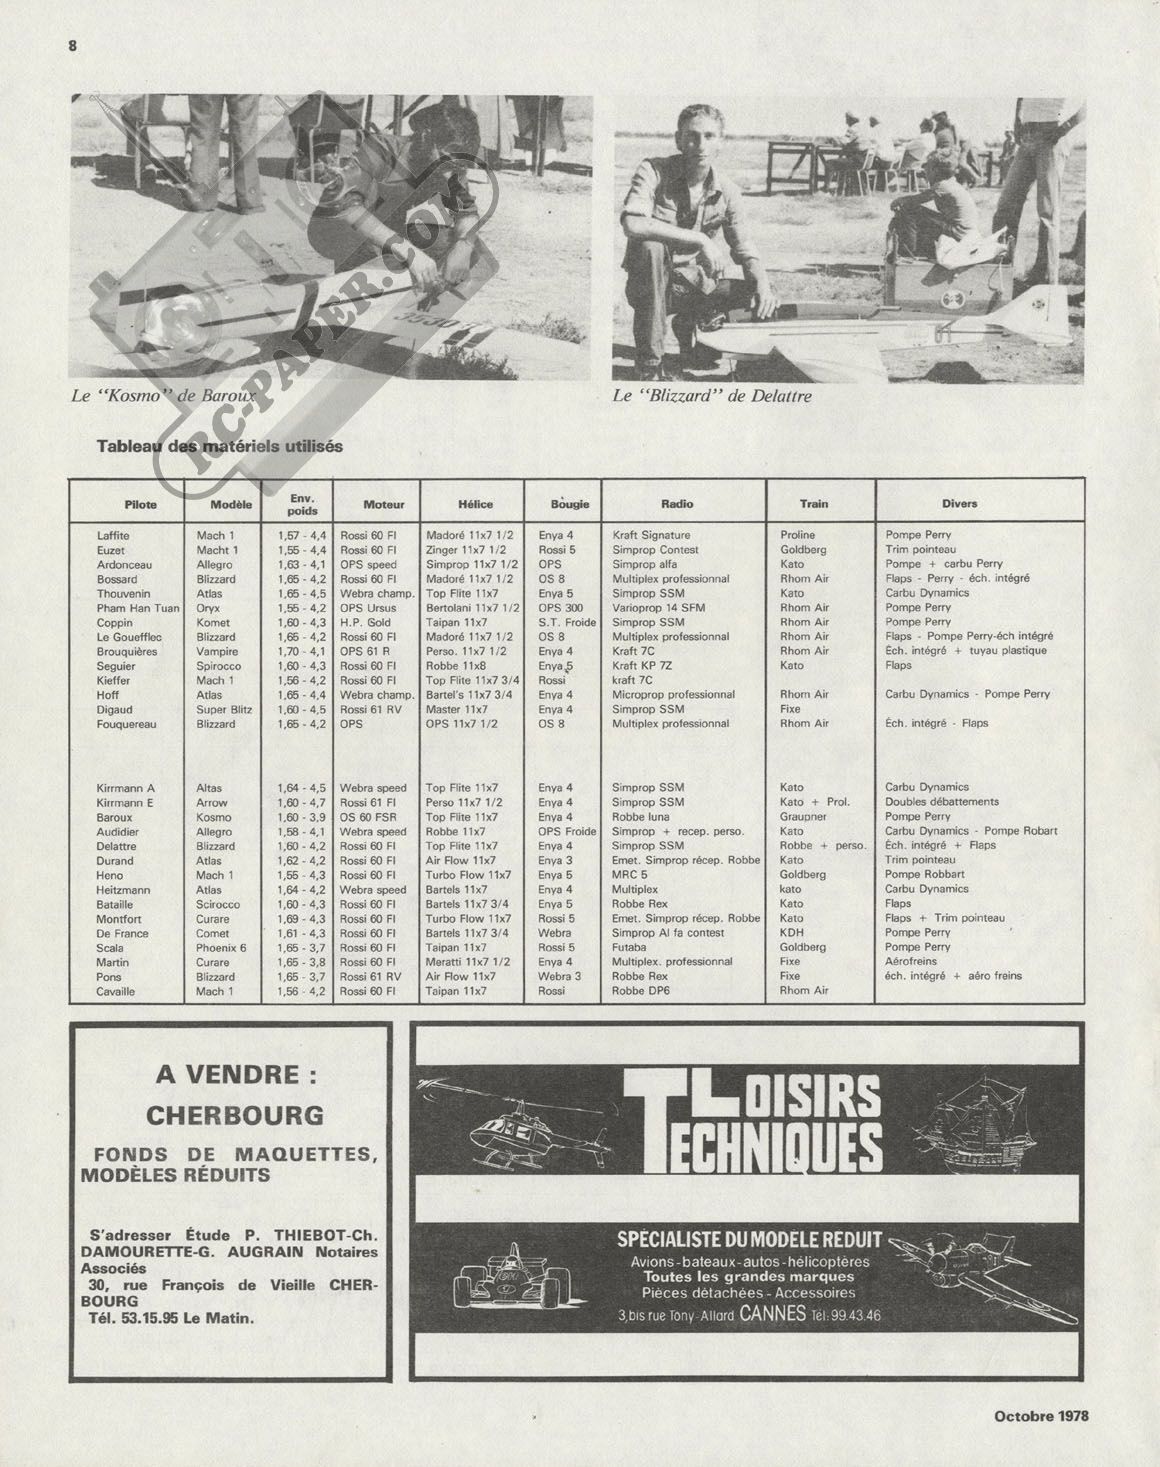 8
3530
RC-PAPER.COM
Le "Kosmo" de Baroux
Le "Blizzard" de Delattre
Tableau des matériels utilisés
Pilote Modèle Env. poids Moteur Hélice Bougie Radio Train Divers
Laffite Mach 1 1,57 - 4,4 Rossi 60 FI Madoré 11x7 1/2 Enya 4 Kraft Signature Proline Pompe Perry
Euzet Macht 1 1,55 - 4,4 Rossi 60 FI Zinger 11x7 1/2 Rossi 5 Simprop Contest Goldberg Trim pointeau
Ardonceau Allegro 1,63 - 4,1 OPS speed Simprop 11x7 1/2 OPS Simprop alfa Kato Pompe + carbu Perry
Bossard Blizzard 1,65 - 4,2 Rossi 60 FI Madoré 11x7 1/2 OS 8 Multiplex professionnal Rhom Air Flaps - Perry - éch. intégré
Thouvenin Atlas 1,65 - 4,5 Webra champ. Top Flite 11x7 Enya 5 Simprop SSM Kato Carbu Dynamics
Pham Han Tuan Oryx 1,55 - 4,2 OPS Ursus Bertolani 11x7 1/2 OPS 300 Varioprop 14 SFM Rhom Air Pompe Perry
Coppin Komet 1,60 - 4,3 H.P. Gold Taipan 11x7 S.T. Froide Simprop SSM Rhom Air Pompe Perry
Le Goueffiec Blizzard 1,65 - 4,2 Rossi 60 FI Madoré 11x7 1/2 OS 8 Multiplex professionnal Rhom Air Flaps - Pompe Perry-éch intégré
Brouquières Vampire 1,70 - 4,1 OPS 61 R Perso. 11x7 1/2 Enya 4 Kraft 7C Rhom Air Éch. intégré + tuyau plastique
Seguier Spirocco 1,60 - 4,3 Rossi 60 FI Robbe 11x8 Enya 5 Kraft KP 7Z Kato Flaps
Kieffer Mach 1 1,56 - 4,2 Rossi 60 FI Top Flite 11x7 3/4 Rossi kraft 7C
Hoff Atlas 1,65 - 4,4 Webra champ. Bartel's 11x7 3/4 Enya 4 Microprop professionnal Rhom Air Carbu Dynamics - Pompe Perry
Digaud Super Blitz 1,60 - 4,5 Rossi 61 RV Master 11x7 Enya 4 Simprop SSM Fixe
Fouquereau Blizzard 1,65 - 4,2 OPS OPS 11x7 1/2 OS 8 Multiplex professionnal Rhom Air Éch. intégré - Flaps
Kirrmann A Altas 1,64 - 4,5 Webra speed Top Flite 11x7 Enya 4 Simprop SSM Kato Carbu Dynamics
Kirrmann E Arrow 1,60 - 4,7 Rossi 61 FI Perso 11x7 1/2 Enya 4 Simprop SSM Kato + Prol. Doubles débattements
Baroux Kosmo 1,60 - 3,9 OS 60 FSR Top Flite 11x7 Enya 4 Robbe luna Graupner Pompe Perry
Audidier Allegro 1,58 - 4,1 Webra speed Robbe 11x7 OPS Froide Simprop + recep. perso. Kato Carbu Dynamics - Pompe Robart
Delattre Blizzard 1,60 - 4,2 Rossi 60 FI Top Flite 11x7 Enya 4 Simprop SSM Robbe + perso. Éch. intégré + Flaps
Durand Atlas 1,62 - 4,2 Rossi 60 FI Air Flow 11x7 Enya 3 Emet. Simprop récep. Robbe Kato Trim pointeau
Heno Mach 1 1,55 - 4,3 Rossi 60 FI Turbo Flow 11x7 Enya 5 MRC 5 Goldberg Pompe Robbart
Heitzmann Atlas 1,64 - 4,2 Webra speed Bartels 11x7 Enya 4 Multiplex kato Carbu Dynamics
Bataille Scirocco 1,60 - 4,3 Rossi 60 FI Bartels 11x7 3/4 Enya 5 Robbe Rex Kato Flaps
Montfort Curare 1,69 - 4,3 Rossi 60 FI Turbo Flow 11x7 Rossi 5 Emet. Simprop récep. Robbe Kato Flaps + Trim pointeau
De France Comet 1,61 - 4,3 Rossi 60 FI Bartels 11x7 3/4 Webra Simprop Al fa contest KDH Pompe Perry
Scala Phoenix 6 1,65 - 3,7 Rossi 60 FI Taipan 11x7 Rossi 5 Futaba Goldberg Pompe Perry
Martin Curare 1,65 - 3,8 Rossi 60 FI Meratti 11x7 1/2 Enya 4 Multiplex. professionnal Fixe Aérofreins
Pons Blizzard 1,65 - 3,7 Rossi 61 RV Air Flow 11x7 Webra 3 Robbe Rex Fixe éch. intégré + aéro freins
Cavaille Mach 1 1,56 - 4,2 Rossi 60 FI Taipan 11x7 Rossi Robbe DP6 Rhom Air
A VENDRE :
CHERBOURG
FONDS DE MAQUETTES,
MODÈLES RÉDUITS
S'adresser Étude P. THIEBOT-Ch.
DAMOURETTE-G. AUGRAIN Notaires
Associés
30, rue François de Vieille CHER-
BOURG
Tél. 53.15.95 Le Matin.
LOISIRS
TECHNIQUES
SPÉCIALISTE DU MODÈLE RÉDUIT
Avions-bateaux-autos-hélicoptères
Toutes les grandes marques
Pièces détachées - Accessoires
3,bis rue Tony-Allard CANNES Tél: 99.43.46
Octobre 1978